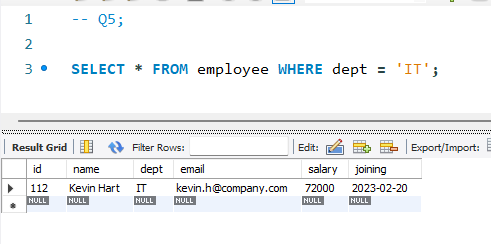 1 -- Q5;
2
3 SELECT * FROM employee WHERE dept = 'IT';
Result Grid Filter Rows: Edit: Export/Import:
id name dept email salary joining
112 Kevin Hart IT kevin.h@company.com 72000 2023-02-20
NULL NULL NULL NULL NULL NULL